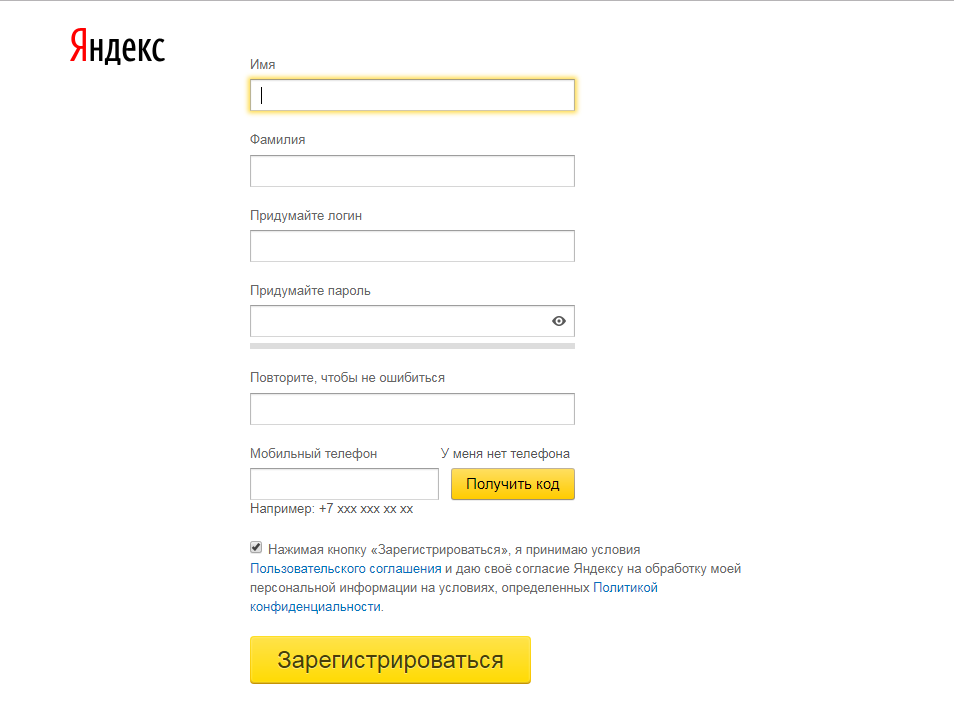 Яндекс
Имя
Фамилия
Придумайте логин
Придумайте пароль
Повторите, чтобы не ошибиться
Мобильный телефон У меня нет телефона
Получить код
Например: +7 xxx xxx xx xx
Нажимая кнопку «Зарегистрироваться», я принимаю условия
Пользовательского соглашения и даю своё согласие Яндексу на обработку моей
персональной информации на условиях, определенных Политикой
конфиденциальности.
Зарегистрироваться